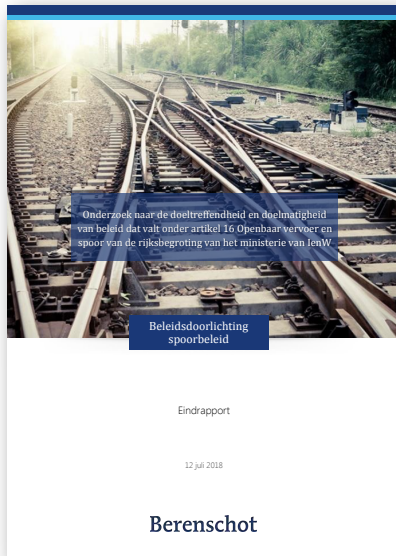 Onderzoek naar de doeltreffendheid en doelmatigheid
van beleid dat valt onder artikel 16 Openbaar vervoer en
spoor van de rijksbegroting van het ministerie van IenW
Beleidsdoorlichting
spoorbeleid
Eindrapport
12 juli 2018
Berenschot